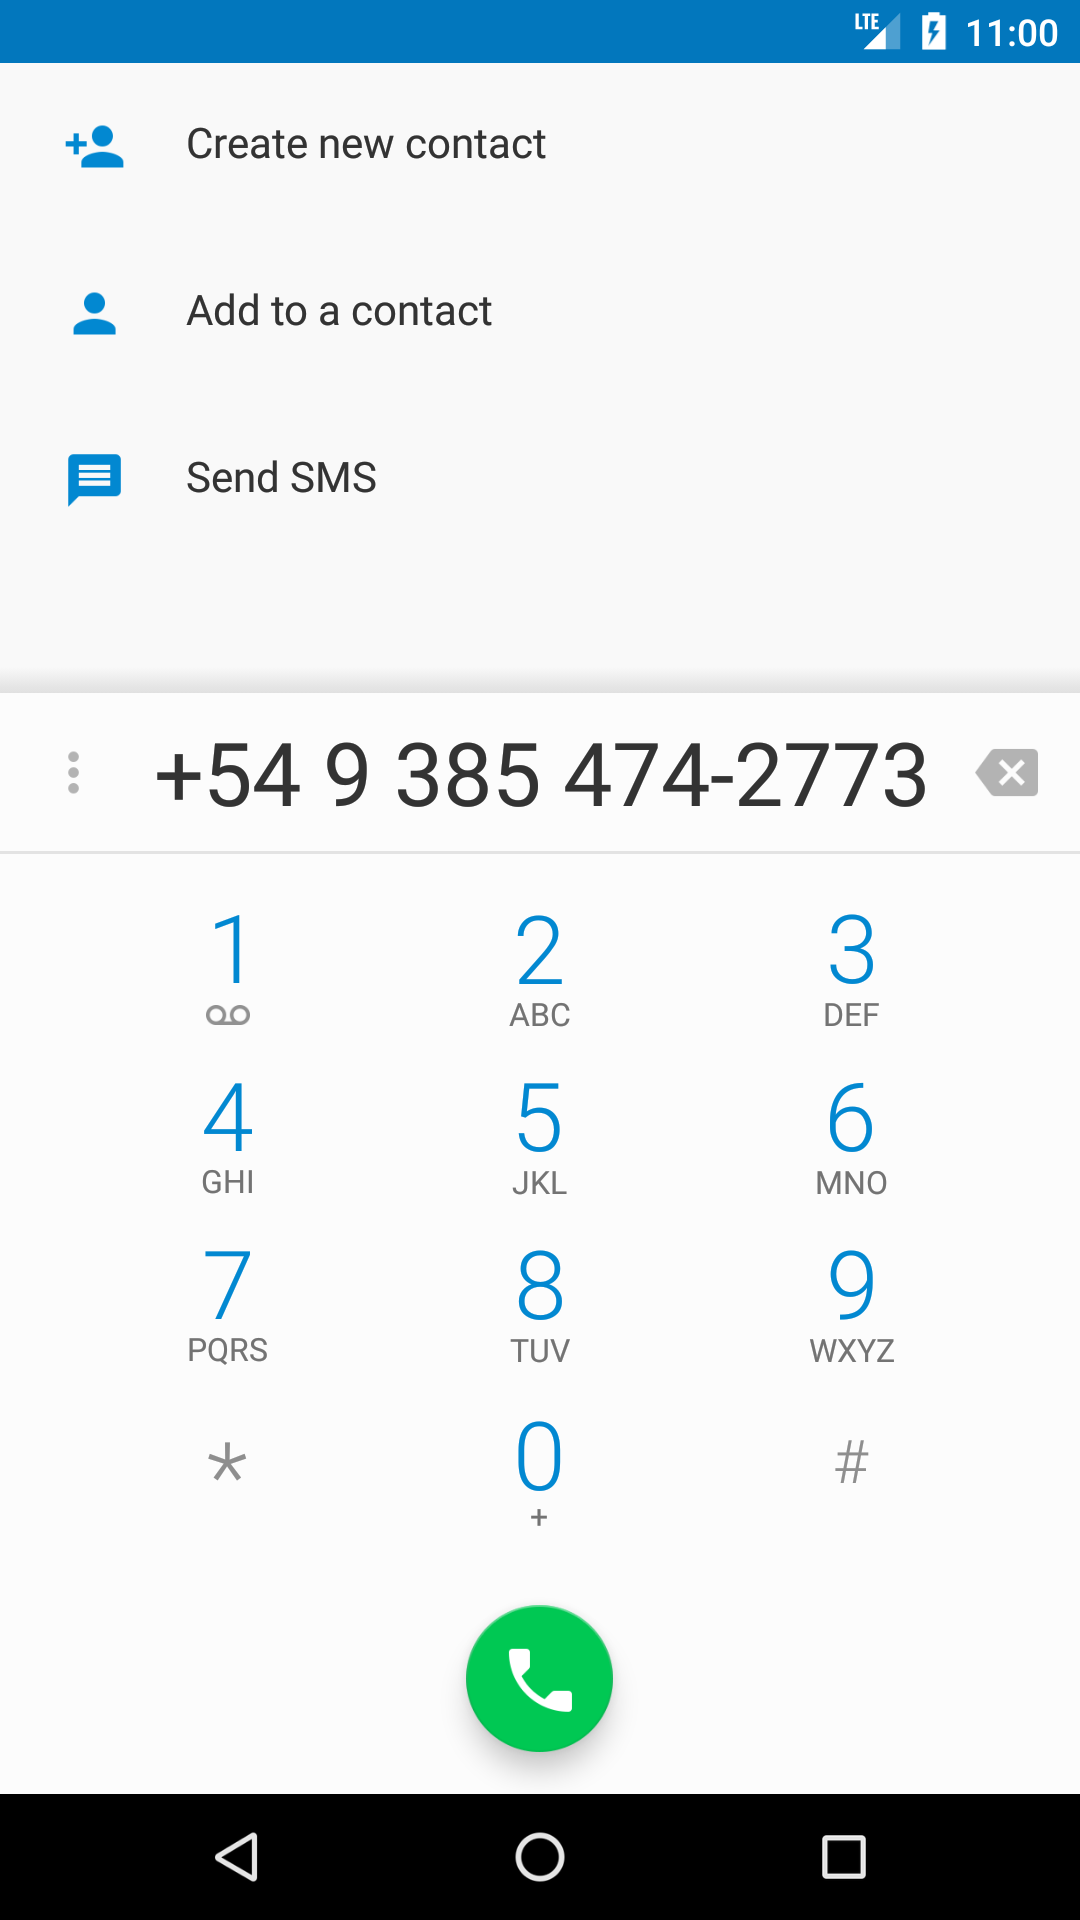 LTE 11:00
Create new contact
Add to a contact
Send SMS
+54 9 385 474-2773
1 2 3
ABC DEF
4 5 6
GHI JKL MNO
7 8 9
PQRS TUV WXYZ
* 0 #
+